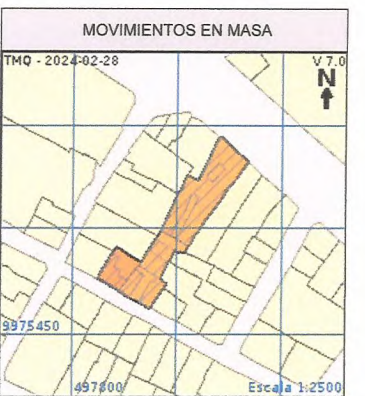 MOVIMIENTOS EN MASA
TMQ - 2024-02-28 V 7.0
N
9975450
497800 Escala 1:2500